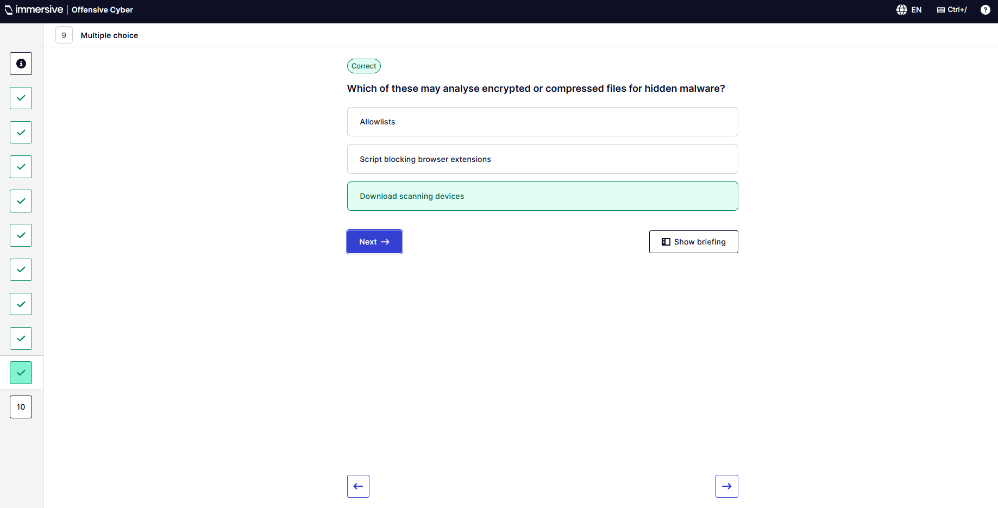 immersive | Offensive Cyber
EN
Ctrl+/
?
9
Multiple choice
Correct
Which of these may analyse encrypted or compressed files for hidden malware?
Allowlists
Script blocking browser extensions
Download scanning devices
Next →
Show briefing
10
← →